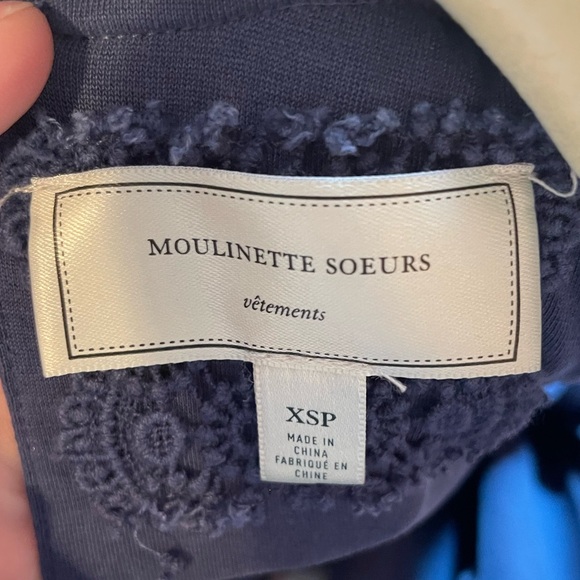 MOULINETTE SOEURS
vêtements
XSP
MADE IN
CHINA
FABRIQUÉ EN
CHINE